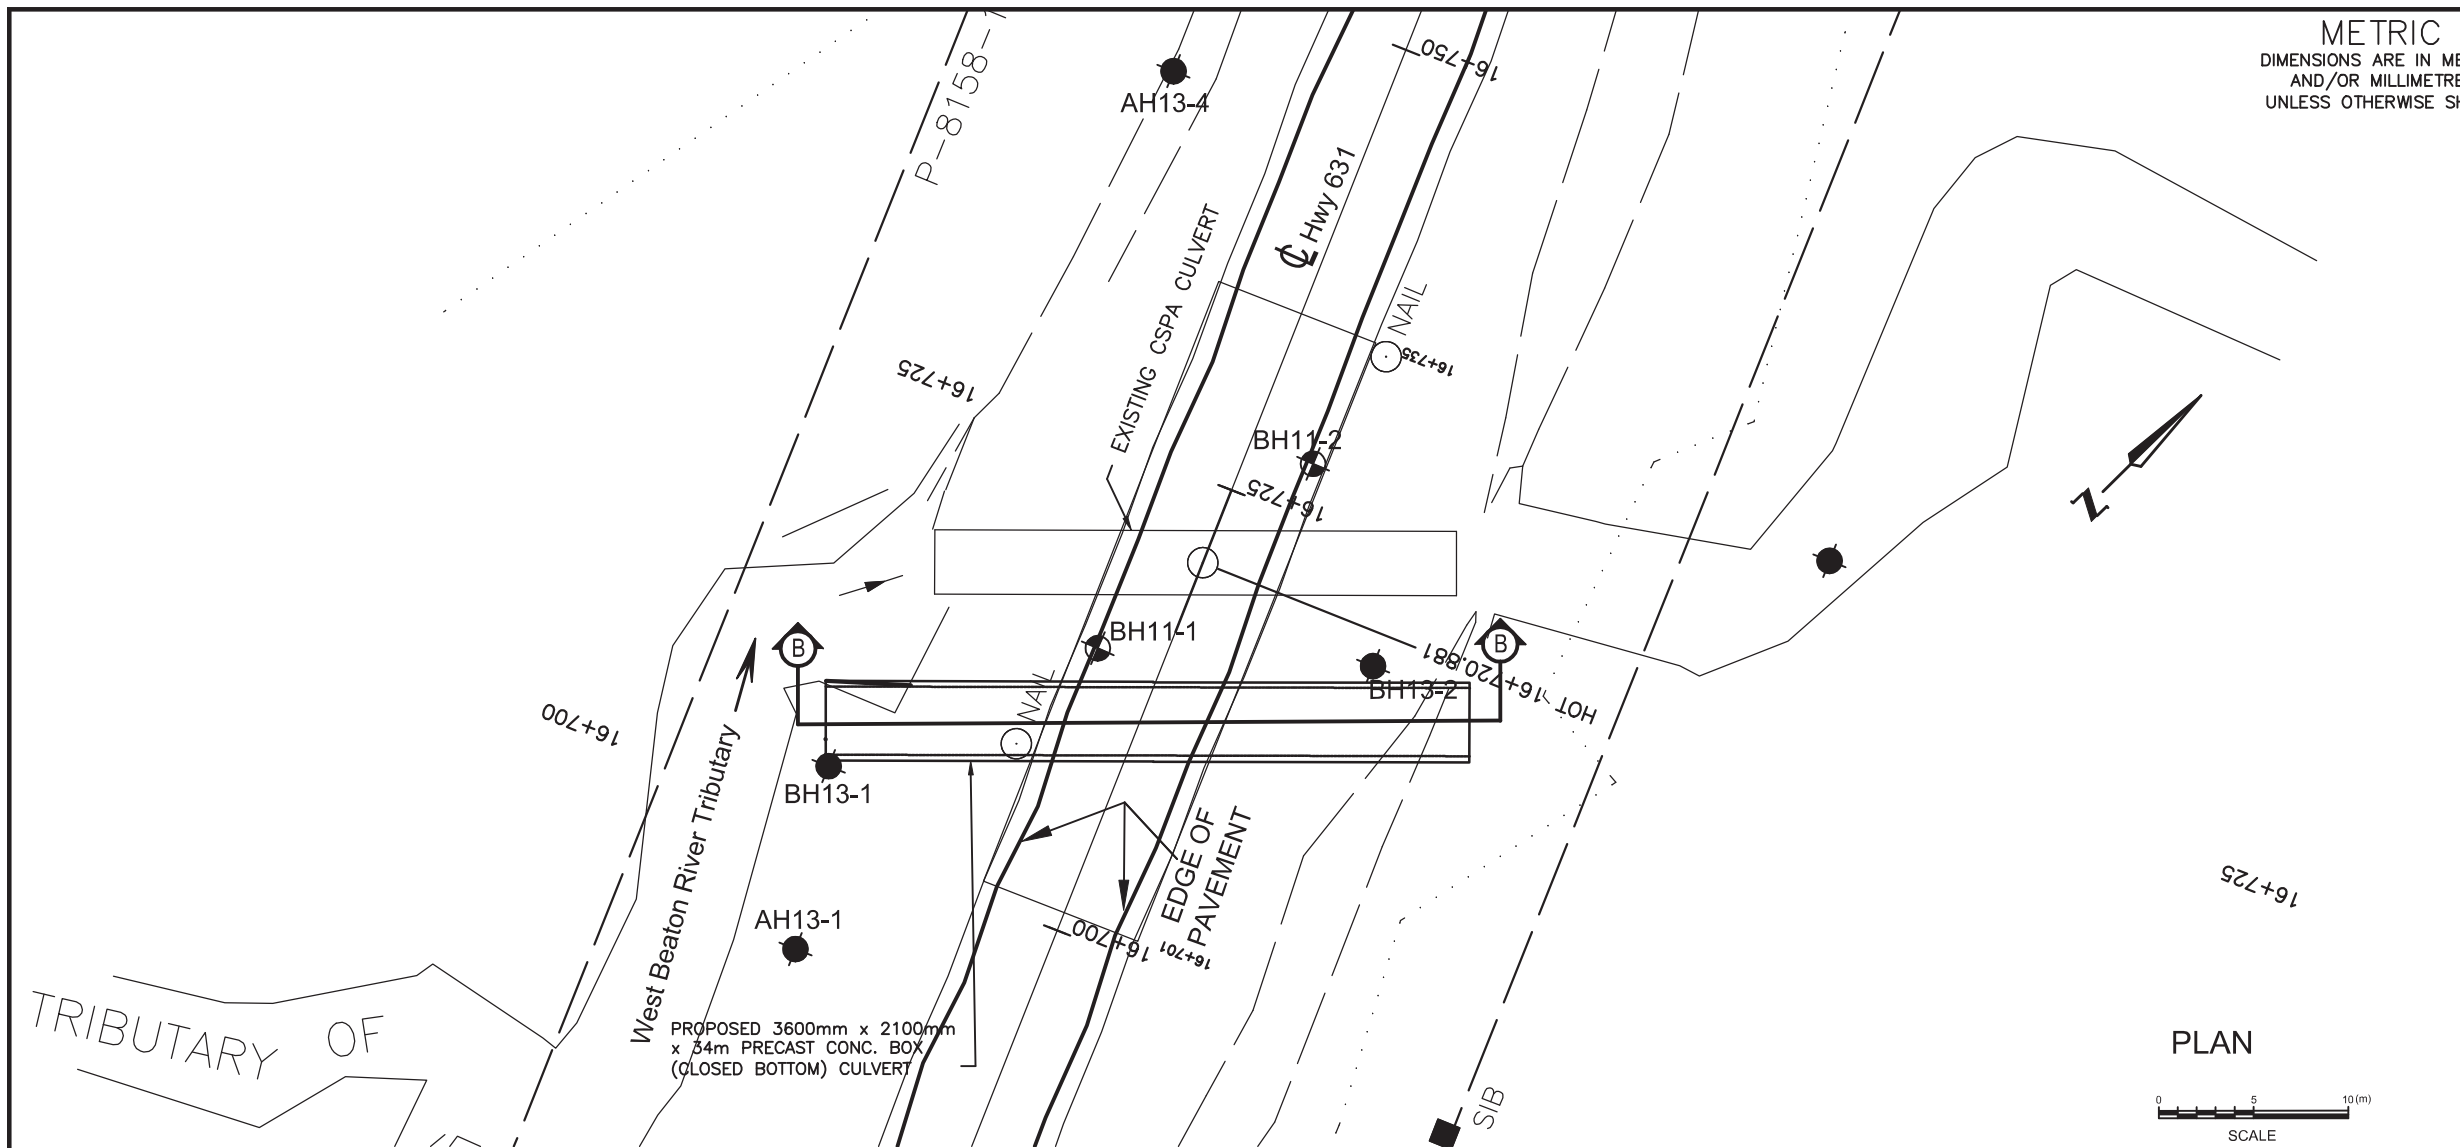 METRIC
DIMENSIONS ARE IN ME
AND/OR MILLIMETRE
UNLESS OTHERWISE SH
P-8158-1
AH13-4
16+750
℄ Hwy 631
EXISTING CSPA CULVERT
NAIL
16+735
16+725
BH11-2
16+725
N
BH11-1
B
B
16+720.881
BH13-2
HOT
NAIL
16+700
BH13-1
West Beaton River Tributary
EDGE OF
PAVEMENT
16+725
AH13-1
16+700
16+701
TRIBUTARY OF
PROPOSED 3600mm x 2100mm
x 34m PRECAST CONC. BOX
(CLOSED BOTTOM) CULVERT
SIB
PLAN
0 5 10(m)
SCALE